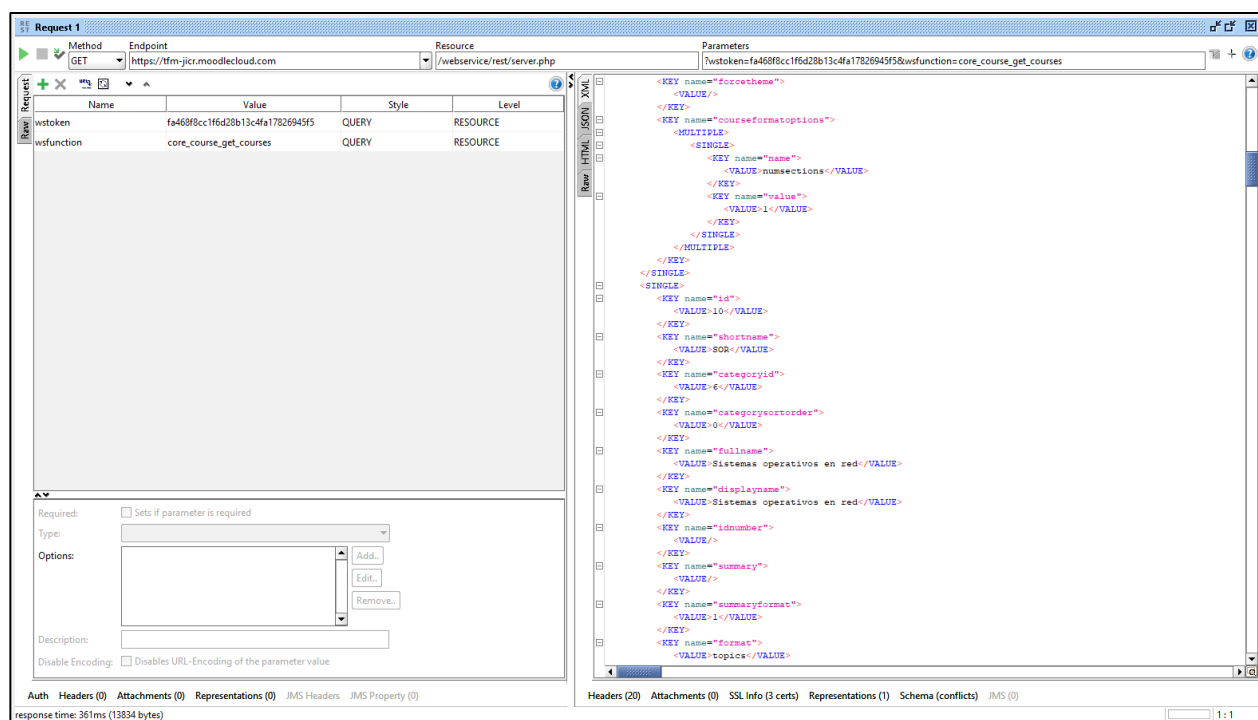 RE
ST
Request 1
Method
Endpoint
Resource
Parameters
GET
https://tfm-jicr.moodlecloud.com
/webservice/rest/server.php
?wstoken=fa468f8cc1f6d28b13c4fa17826945f5&wsfunction=core_course_get_courses
Request
Raw
Name Value Style Level
wstoken fa468f8cc1f6d28b13c4fa17826945f5 QUERY RESOURCE
wsfunction core_course_get_courses QUERY RESOURCE
Required: Sets if parameter is required
Type:
Options:
Add..
Edit..
Remove..
Description:
Disable Encoding: Disables URL-Encoding of the parameter value
Auth Headers (0) Attachments (0) Representations (0) JMS Headers JMS Property (0)
response time: 361ms (13834 bytes)
XML
JSON
HTML
Raw
<KEY name="forcetheme">
<VALUE/>
</KEY>
<KEY name="courseformatoptions">
<MULTIPLE>
<SINGLE>
<KEY name="name">
<VALUE>numsections</VALUE>
</KEY>
<KEY name="value">
<VALUE>1</VALUE>
</KEY>
</SINGLE>
</MULTIPLE>
</KEY>
</SINGLE>
<SINGLE>
<KEY name="id">
<VALUE>10</VALUE>
</KEY>
<KEY name="shortname">
<VALUE>SOR</VALUE>
</KEY>
<KEY name="categoryid">
<VALUE>6</VALUE>
</KEY>
<KEY name="categorysortorder">
<VALUE>0</VALUE>
</KEY>
<KEY name="fullname">
<VALUE>Sistemas operativos en red</VALUE>
</KEY>
<KEY name="displayname">
<VALUE>Sistemas operativos en red</VALUE>
</KEY>
<KEY name="idnumber">
<VALUE/>
</KEY>
<KEY name="summary">
<VALUE/>
</KEY>
<KEY name="summaryformat">
<VALUE>1</VALUE>
</KEY>
<KEY name="format">
<VALUE>topics</VALUE>
Headers (20) Attachments (0) SSL Info (3 certs) Representations (1) Schema (conflicts) JMS (0)
1:1